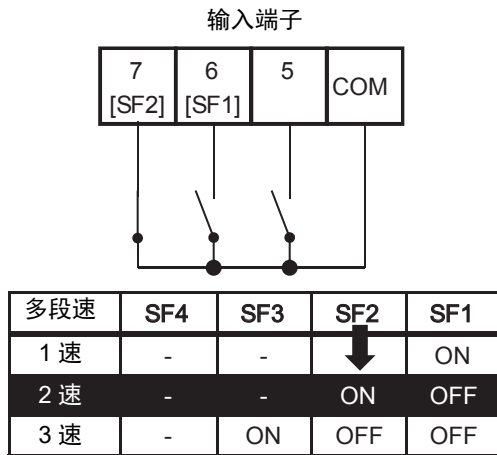 输入端子
7 6 5 COM
[SF2] [SF1]
多段速 SF4 SF3 SF2 SF1
1 速 - - ON
2 速 - - ON OFF
3 速 - ON OFF OFF